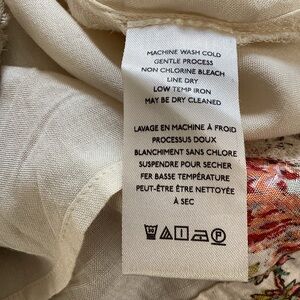 MACHINE WASH COLD
GENTLE PROCESS
NON CHLORINE BLEACH
LINE DRY
LOW TEMP IRON
MAY BE DRY CLEANED
LAVAGE EN MACHINE À FROID
PROCESSUS DOUX
BLANCHIMENT SANS CHLORE
SUSPENDRE POUR SÉCHER
FER BASSE TEMPÉRATURE
PEUT-ÊTRE ÊTRE NETTOYÉE
À SEC